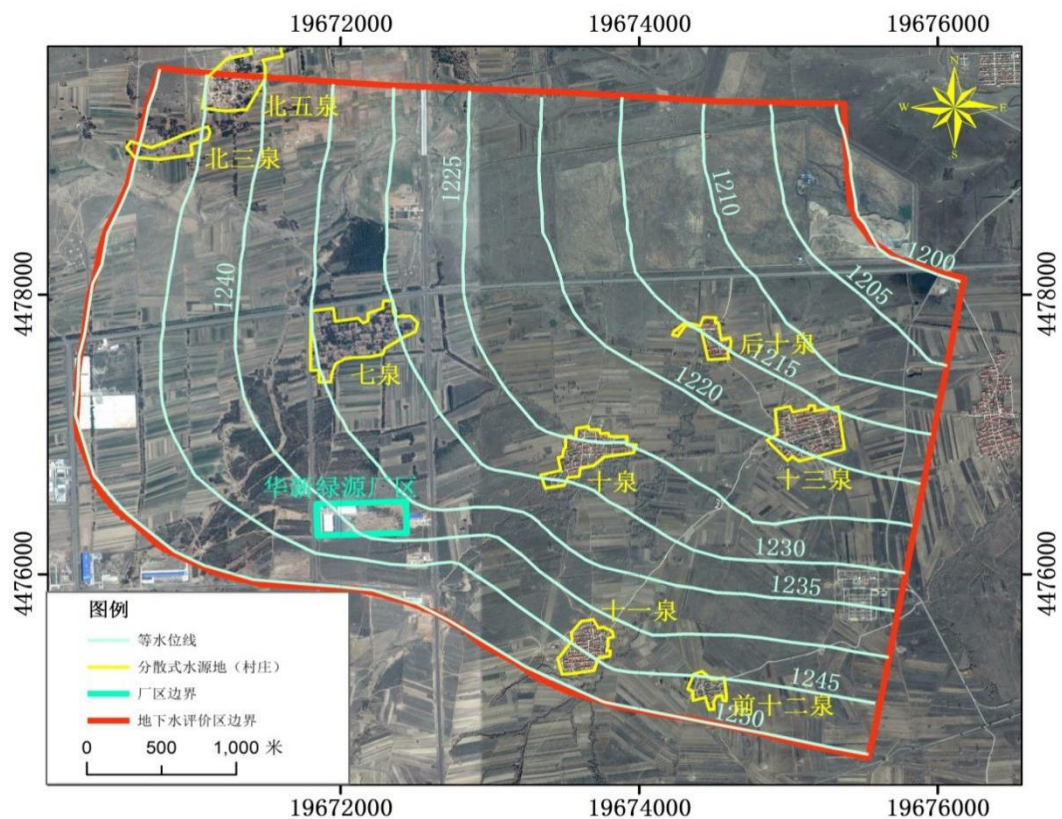 19672000
19674000
19676000
N
W
E
S
北五泉
北三泉
1225
1210
1240
1200
1205
4478000
4478000
后十泉
1215
七泉
1220
十泉
十三泉
华新绿源厂区
1230
1235
4476000
4476000
十一泉
1245
前十二泉
1250
图例
等水位线
分散式水源地（村庄）
厂区边界
地下水评价区边界
0
500
1,000 米
19672000
19674000
19676000